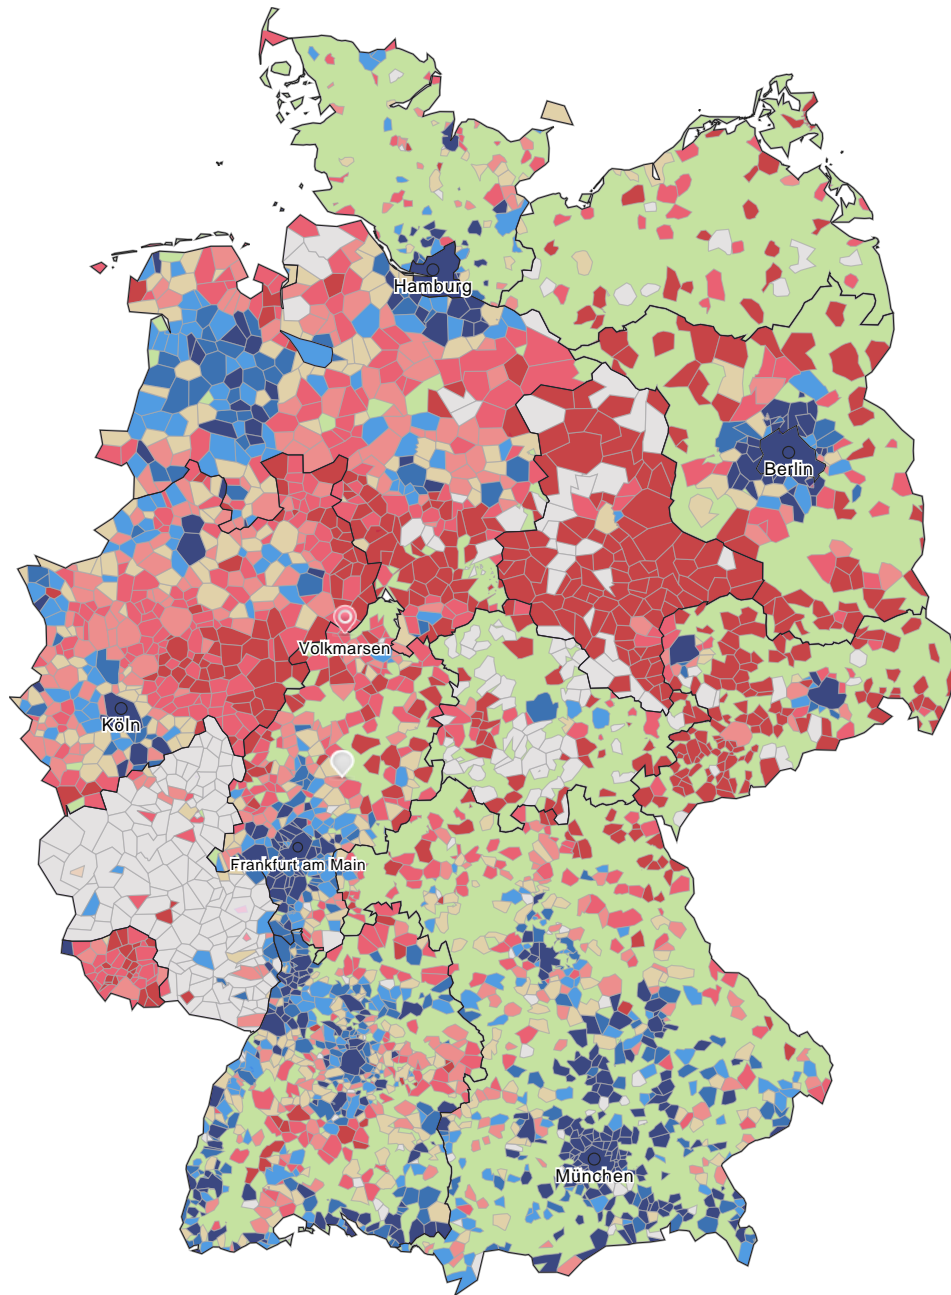 Hamburg
Berlin
Volkmarsen
Köln
Frankfurt am Main
München